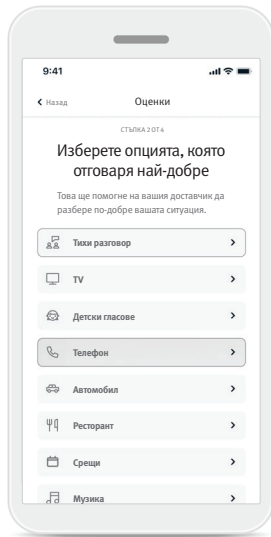 9:41
Назад
Оценки
СТЪПКА 2 ОТ 4
Изберете опцията, която
отговаря най-добре
Това ще помогне на вашия доставчик да
разбере по-добре вашата ситуация.
Тихи разговор
TV
Детски гласове
Телефон
Автомобил
Ресторант
Срещи
Музика